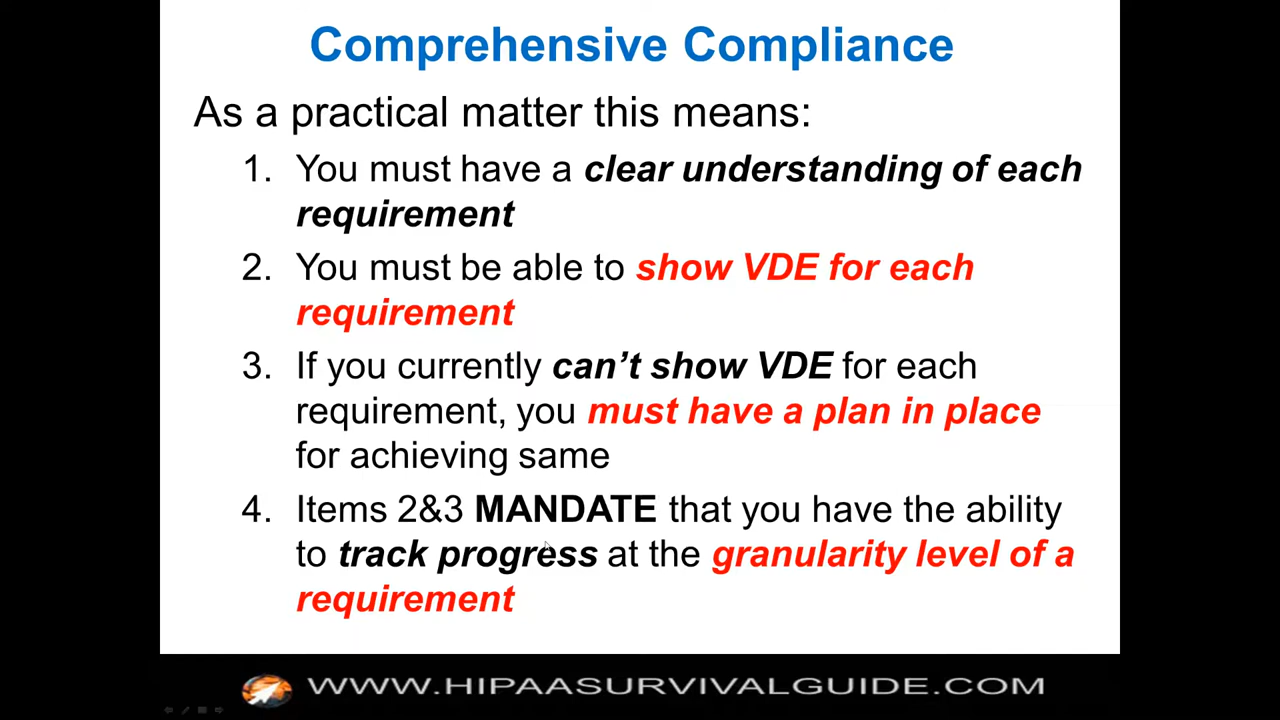 Comprehensive Compliance
As a practical matter this means:
1. You must have a clear understanding of each
requirement
2. You must be able to show VDE for each
requirement
3. If you currently can’t show VDE for each
requirement, you must have a plan in place
for achieving same
4. Items 2&3 MANDATE that you have the ability
to track progress at the granularity level of a
requirement
WWW.HIPAASURVIVALGUIDE.COM